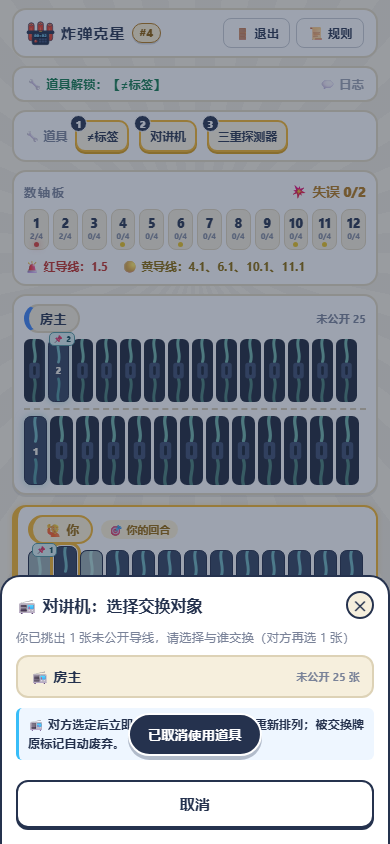 炸弹克星 #4 退出 规则
道具解锁：【≠标签】 日志
道具 1 ≠标签 2 对讲机 3 三重探测器
数轴板 失误 0/2
1 2 3 4 5 6 7 8 9 10 11 12
2/4 2/4 0/4 0/4 0/4 0/4 0/4 0/4 0/4 0/4 0/4 0/4
红导线：1.5 黄导线：4.1、6.1、10.1、11.1
房主 未公开 25
2
2
1
你 你的回合
1
对讲机：选择交换对象
你已挑出 1 张未公开导线，请选择与谁交换（对方再选 1 张）
房主 未公开 25 张
对方选定后立即 重新排列；被交换牌
原标记自动废弃。
已取消使用道具
取消